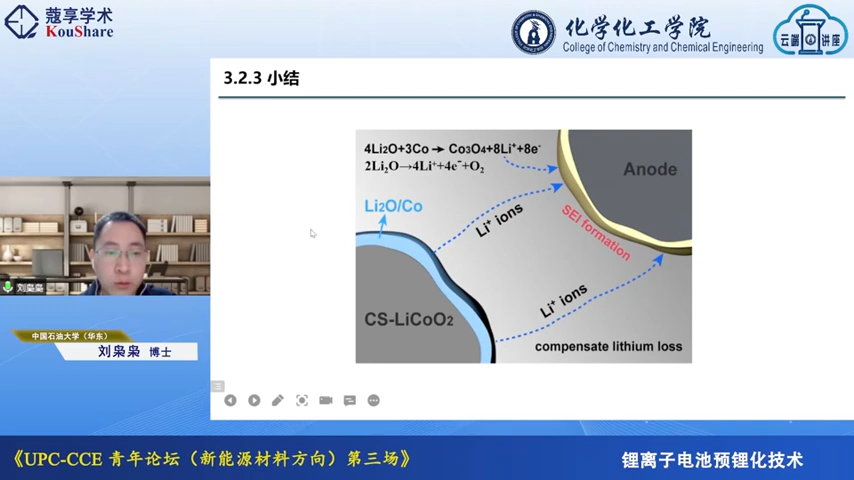 蔻享学术
KouShare
化学化工学院
College of Chemistry and Chemical Engineering
云端
讲座
3.2.3 小结
4Li2O+3Co → Co3O4+8Li⁺+8e⁻
2Li₂O→4Li⁺+4e⁻+O₂
Anode
Li2O/Co
Li⁺ ions
SEI formation
CS-LiCoO2
Li⁺ ions
compensate lithium loss
刘枭枭
中国石油大学（华东）
刘枭枭 博士
《UPC-CCE 青年论坛（新能源材料方向）第三场》
锂离子电池预锂化技术